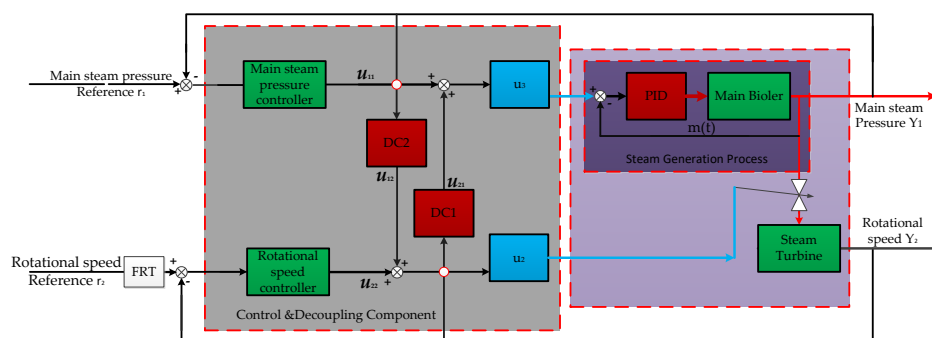 Main steam pressure
Reference r₁
Main steam
pressure
controller
u₁₁
u₃
PID
Main Bioler
m(t)
Steam Generation Process
Main steam
Pressure Y₁
DC2
u₁₂
u₂₁
DC1
Rotational speed
Reference r₂
FRT
Rotational
speed
controller
u₂₂
u₂
Control &Decoupling Component
Steam
Turbine
Rotational
speed Y₂
+
-
+
+
+
-
+
-
+
+